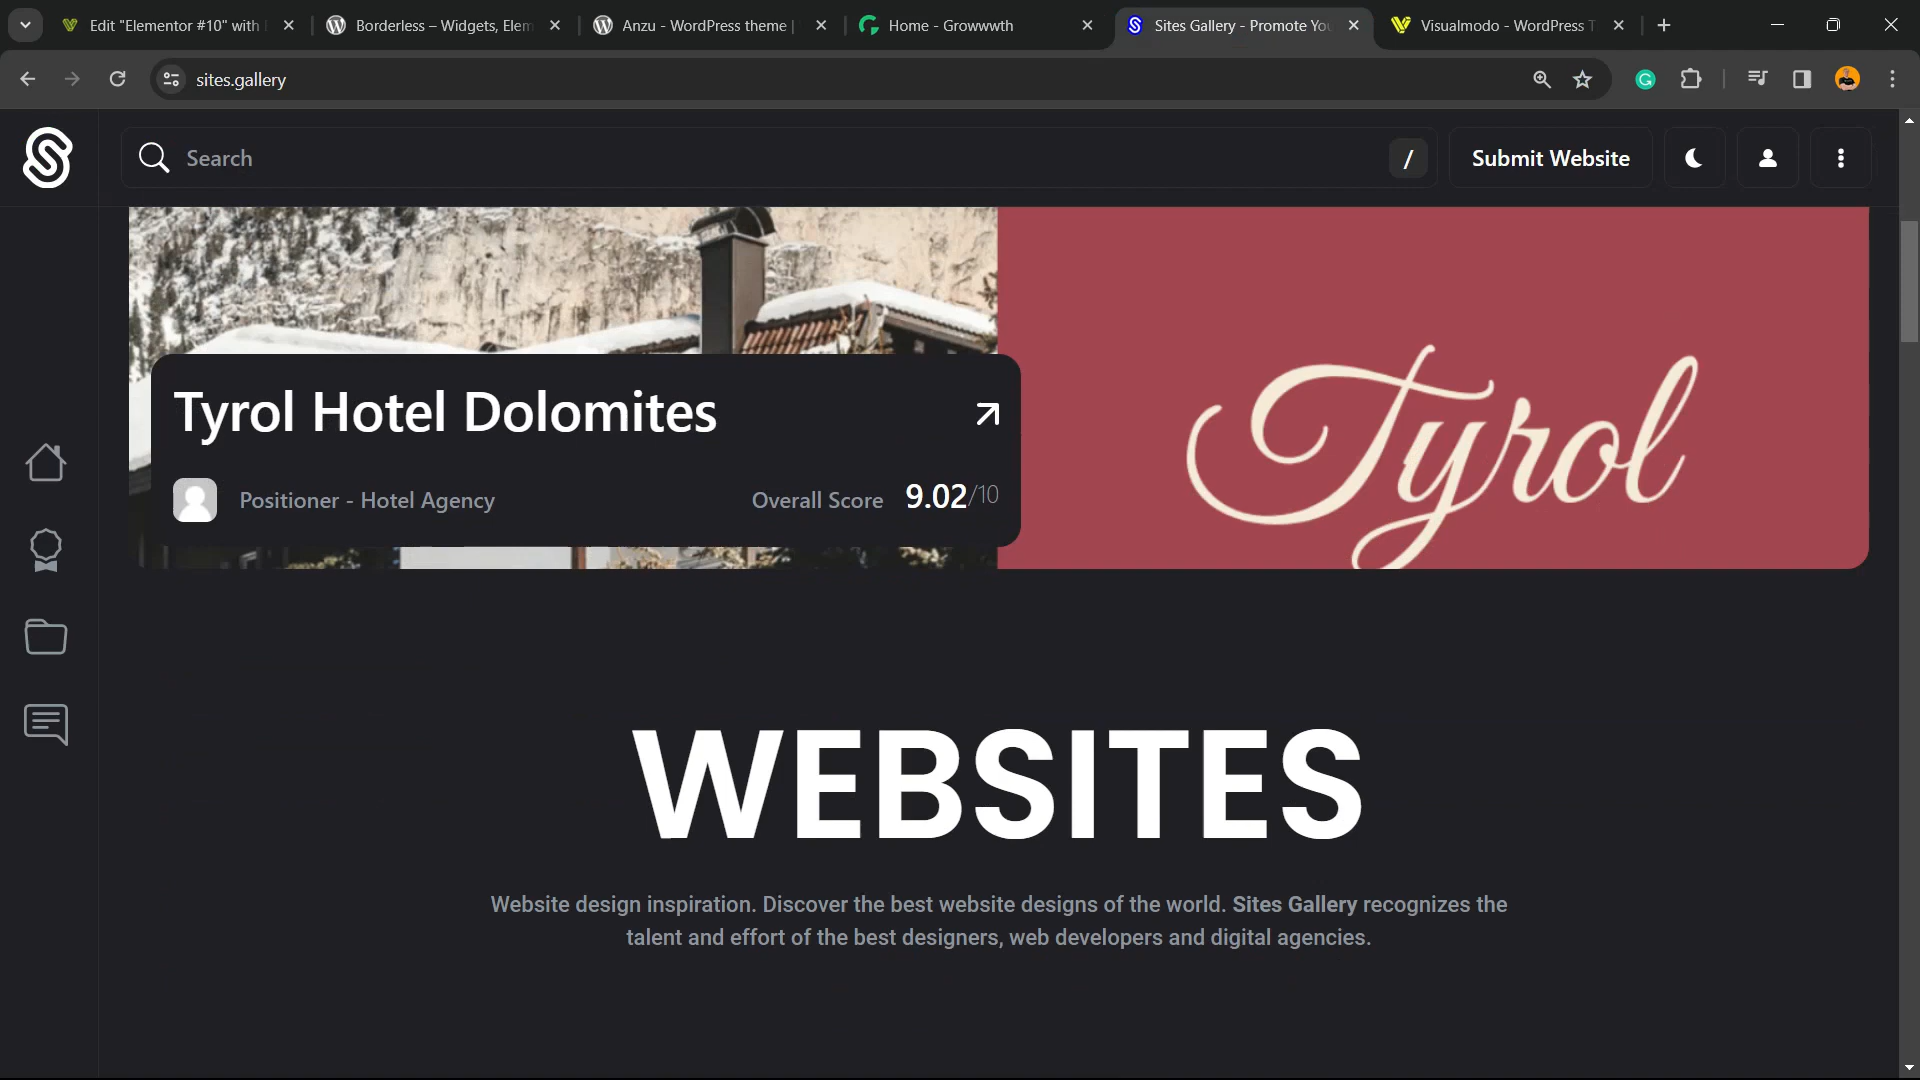 Edit "Elementor #10" with
Borderless – Widgets, Elem
Anzu - WordPress theme |
Home - Growwwth
Sites Gallery - Promote You
Visualmodo - WordPress T
sites.gallery
Search
/
Submit Website
Tyrol Hotel Dolomites
Positioner - Hotel Agency
Overall Score 9.02/10
Tyrol
WEBSITES
Website design inspiration. Discover the best website designs of the world. Sites Gallery recognizes the
talent and effort of the best designers, web developers and digital agencies.